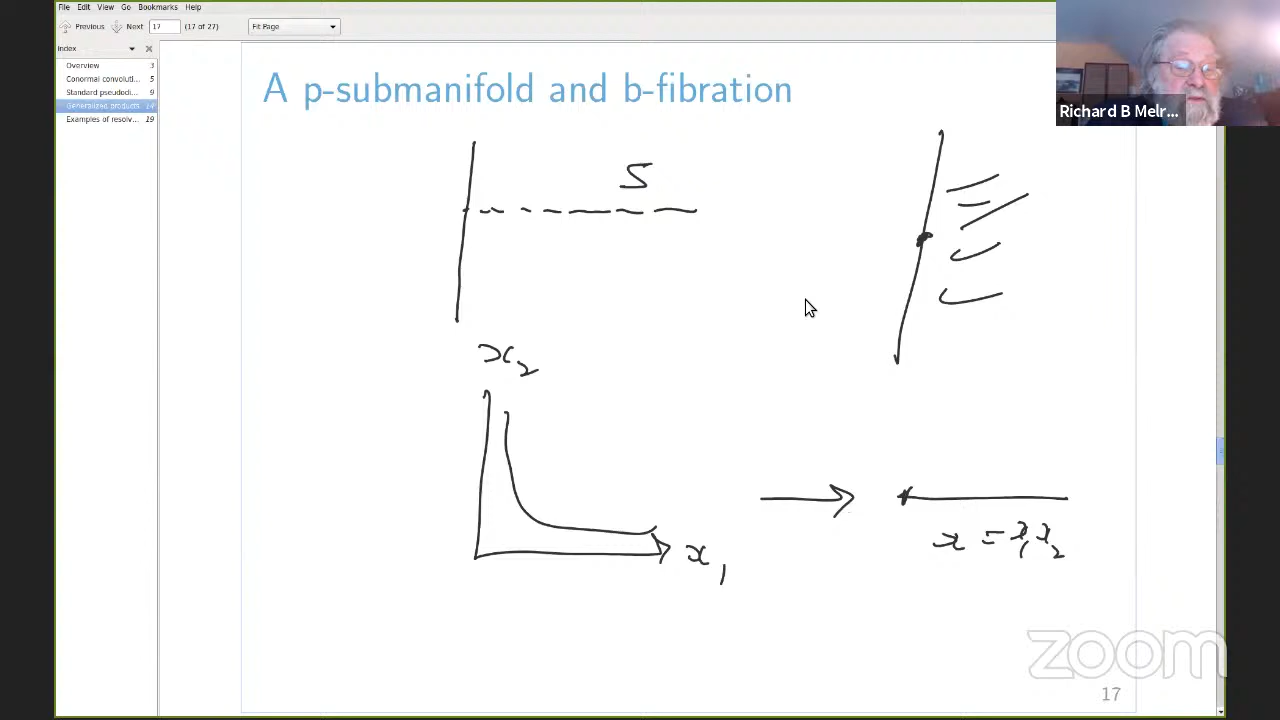 File Edit View Go Bookmarks Help
Previous Next 17 (17 of 27) Fit Page
Index
Overview 3
Conormal convoluti... 5
Standard pseudodi... 9
Generalized products 14
Examples of resolv... 19
A p-submanifold and b-fibration
Richard B Melr...
S
x₂
x₁
x = x₁x₂
zoom
17